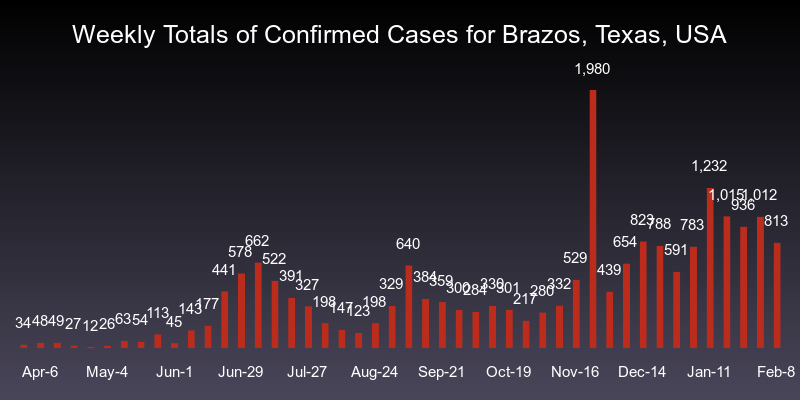 Weekly Totals of Confirmed Cases for Brazos, Texas, USA
34 48 49 27 12 26 63 54 113 45 143 177 441 578 662 522 391 327 198 147 123 198 329 640 384 359 300 284 339 301 217 280 332 529 1,980 439 654 823 788 591 783 1,232 1,015 936 1,012 813
Apr-6 May-4 Jun-1 Jun-29 Jul-27 Aug-24 Sep-21 Oct-19 Nov-16 Dec-14 Jan-11 Feb-8